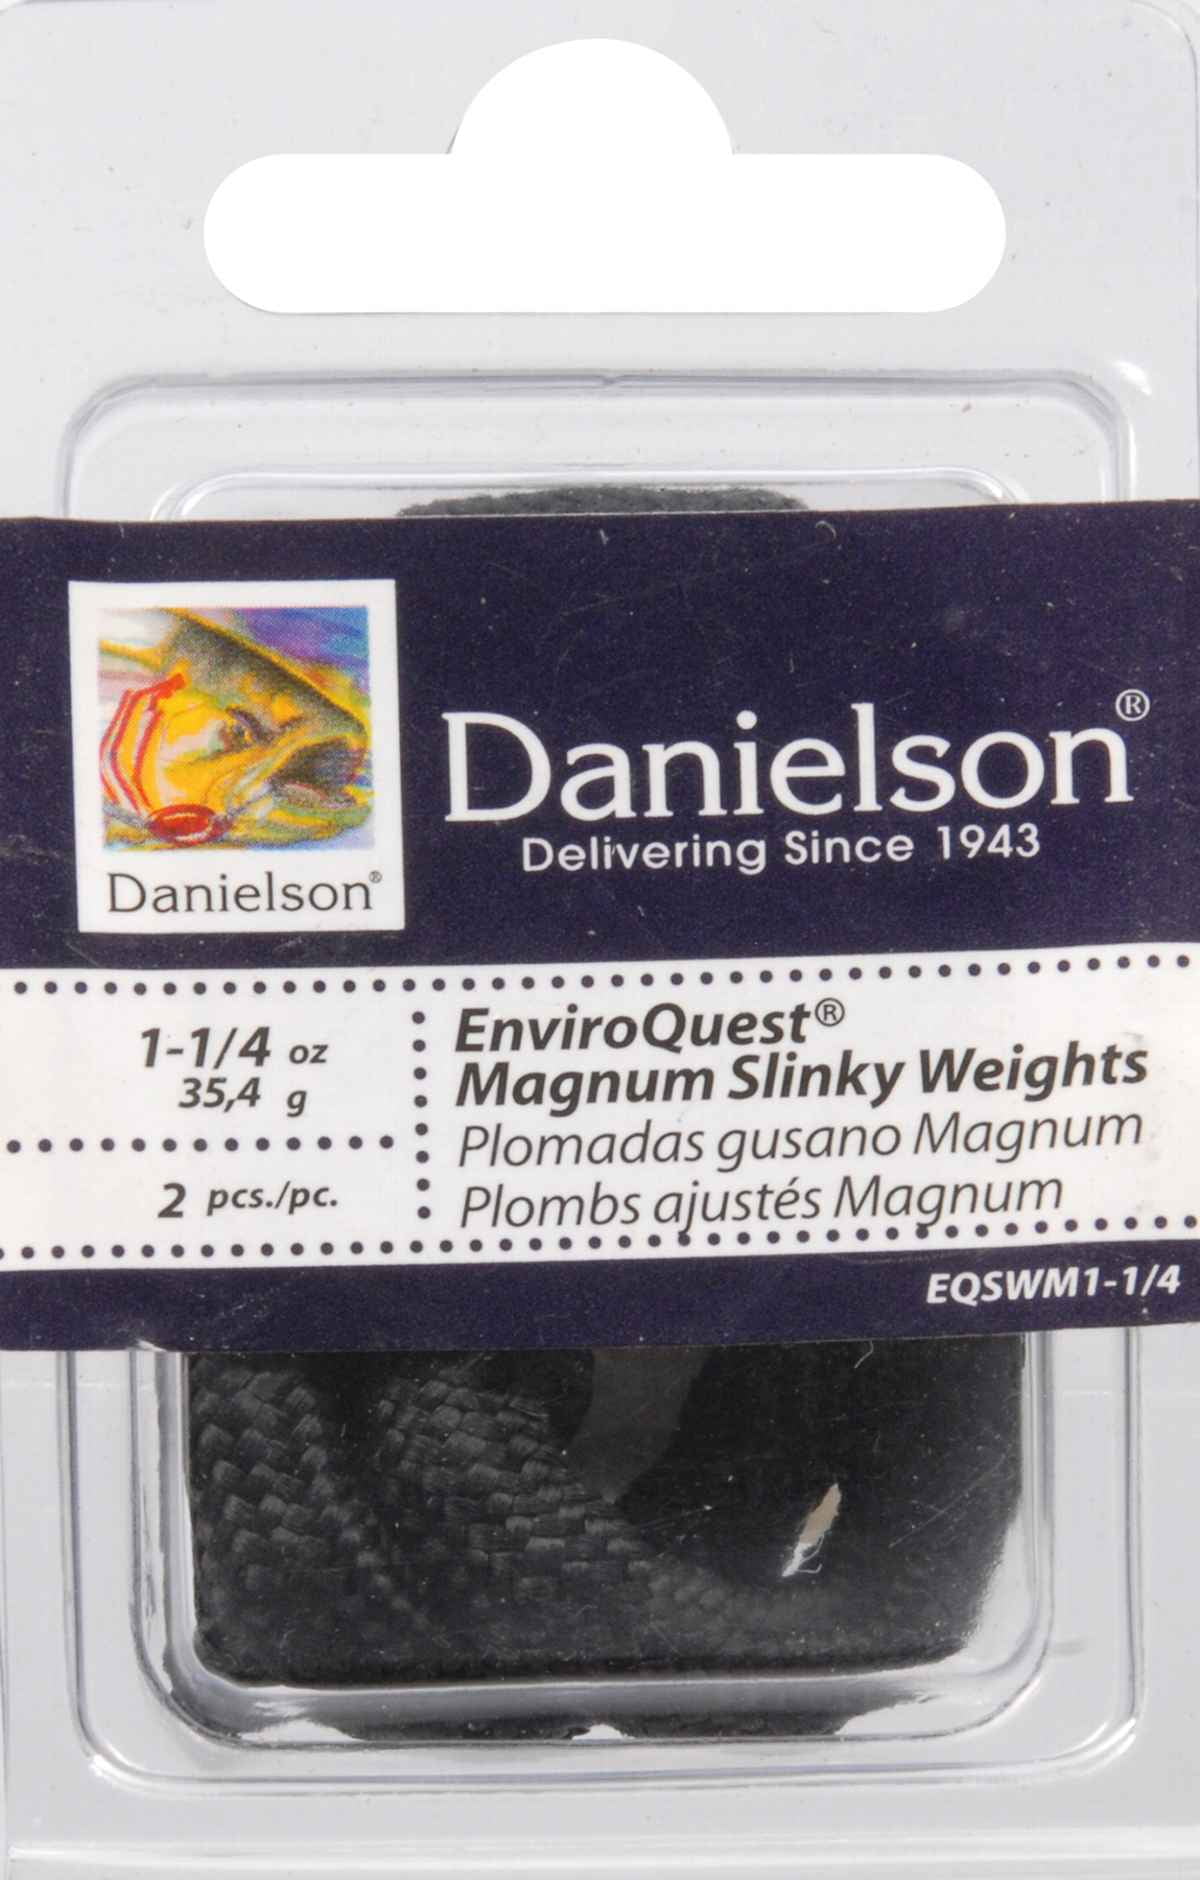 Danielson®
Danielson®
Delivering Since 1943
1-1/4 oz
35,4 g
2 pcs./pc.
EnviroQuest®
Magnum Slinky Weights
Plomadas gusano Magnum
Plombs ajustés Magnum
EQSWM1-1/4